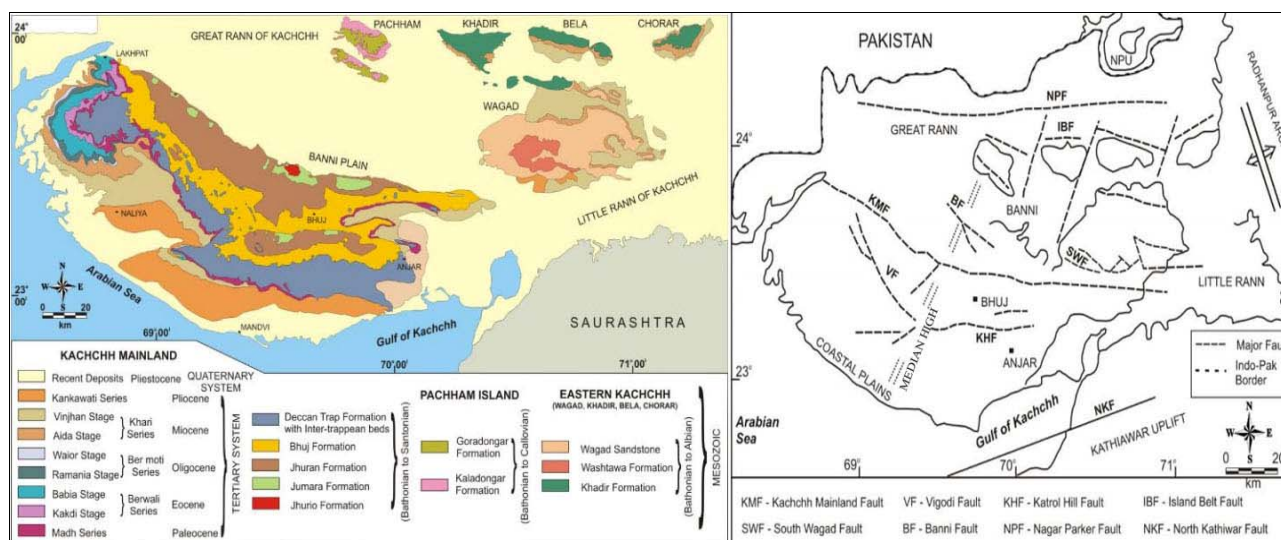 24°
00'
GREAT RANN OF KACHCHH
PACHHAM
KHADIR
BELA
CHORAR
LAKHPAT
WAGAD
BANNI PLAIN
LITTLE RANN OF KACHCHH
NALIYA
BHUJ
ANJAR
Arabian Sea
23°
00'
N
W E
S
20 0 20
km
69°00'
MANDVI
Gulf of Kachchh
70°00'
SAURASHTRA
71°00'
KACHCHH MAINLAND
Recent Deposits Pliestocene QUATERNARY SYSTEM
Kankawati Series Pliocene
Vinjhan Stage
Aida Stage
Khari Series
Miocene
Waior Stage
Ramania Stage
Ber moti Series
Oligocene
Babia Stage
Kakdi Stage
Berwali Series
Eocene
Madh Series Paleocene
TERTIARY SYSTEM
Deccan Trap Formation
with Inter-trappean beds
Bhuj Formation
Jhuran Formation
Jumara Formation
Jhurio Formation
(Bathonian to Santonian)
PACHHAM ISLAND
Goradongar
Formation
Kaladongar
Formation
(Bathonian to Callovian)
EASTERN KACHCHH
(WAGAD, KHADIR, BELA, CHORAR)
Wagad Sandstone
Washtawa Formation
Khadir Formation
(Bathonian to Albian)
MESOZOIC
PAKISTAN
NPU
NPF
GREAT RANN
IBF
RADHANPUR
24°
KMF
BF
BANNI
VF
SWF
LITTLE RANN
BHUJ
MEDIAN HIGH
KHF
ANJAR
COASTAL PLAINS
23°
Major Fau
Indo-Pak
Border
Gulf of Kachchh
NKF
KATHIAWAR UPLIFT
Arabian
Sea
N
W E
S
69°
70°
71°
20 0 20
km
KMF - Kachchh Mainland Fault VF - Vigodi Fault KHF - Katrol Hill Fault IBF - Island Belt Fault
SWF - South Wagad Fault BF - Banni Fault NPF - Nagar Parker Fault NKF - North Kathiwar Fault